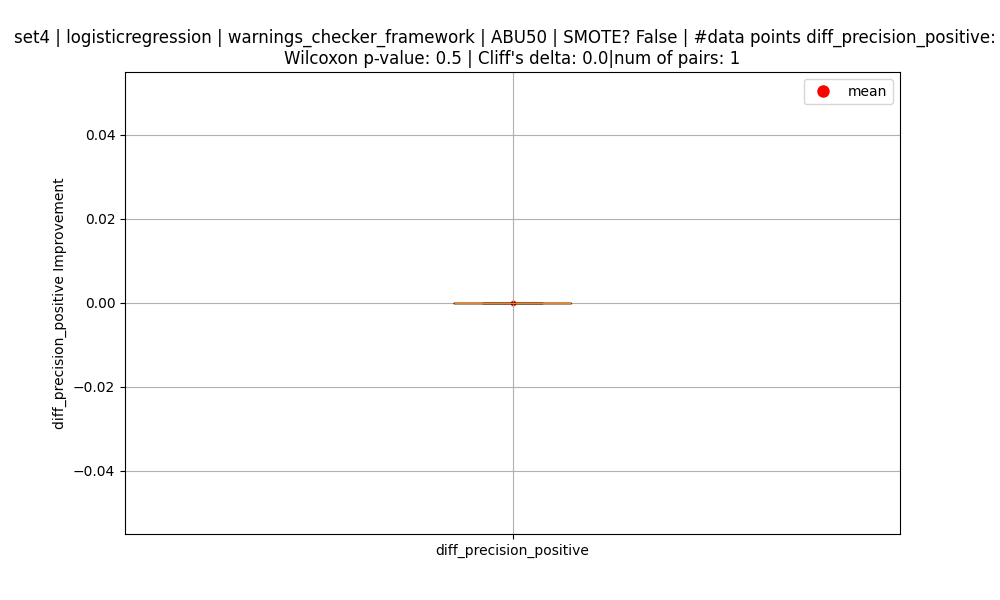 set4 | logisticregression | warnings_checker_framework | ABU50 | SMOTE? False | #data points diff_precision_positive:
Wilcoxon p-value: 0.5 | Cliff's delta: 0.0|num of pairs: 1
mean
0.04
0.02
0.00
−0.02
−0.04
diff_precision_positive Improvement
diff_precision_positive